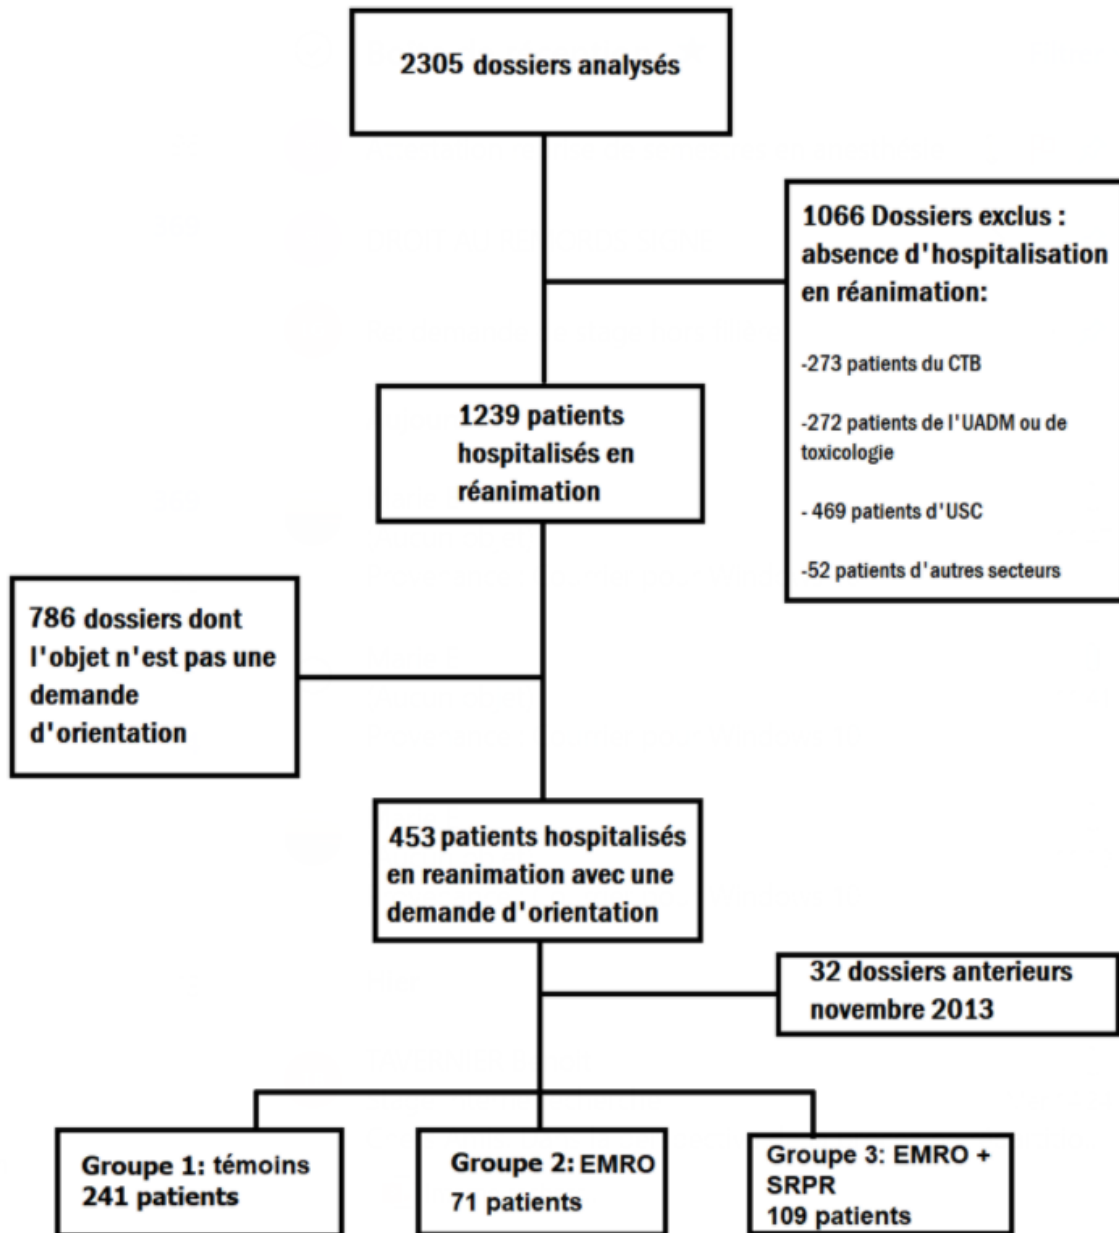 2305 dossiers analysés
1066 Dossiers exclus :
absence d'hospitalisation
en réanimation:
-273 patients du CTB
-272 patients de l'UADM ou de
toxicologie
- 469 patients d'USC
-52 patients d'autres secteurs
1239 patients
hospitalisés en
réanimation
786 dossiers dont
l'objet n'est pas une
demande
d'orientation
453 patients hospitalisés
en reanimation avec une
demande d'orientation
32 dossiers anterieurs
novembre 2013
Groupe 1: témoins
241 patients
Groupe 2: EMRO
71 patients
Groupe 3: EMRO +
SRPR
109 patients